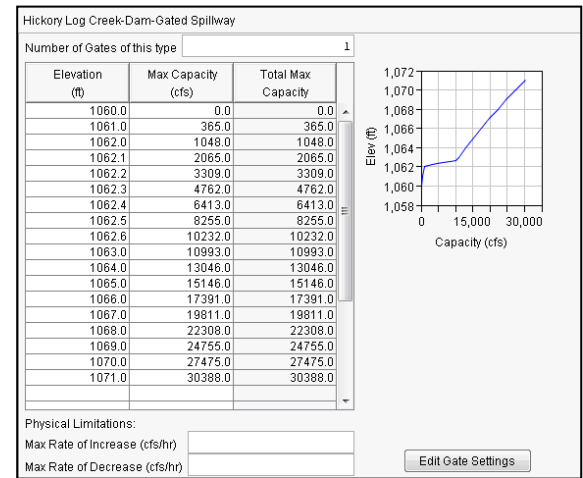 Hickory Log Creek-Dam-Gated Spillway
Number of Gates of this type 1
Elevation (ft) Max Capacity (cfs) Total Max Capacity
1060.0 0.0 0.0
1061.0 365.0 365.0
1062.0 1048.0 1048.0
1062.1 2065.0 2065.0
1062.2 3309.0 3309.0
1062.3 4762.0 4762.0
1062.4 6413.0 6413.0
1062.5 8255.0 8255.0
1062.6 10232.0 10232.0
1063.0 10993.0 10993.0
1064.0 13046.0 13046.0
1065.0 15146.0 15146.0
1066.0 17391.0 17391.0
1067.0 19811.0 19811.0
1068.0 22308.0 22308.0
1069.0 24755.0 24755.0
1070.0 27475.0 27475.0
1071.0 30388.0 30388.0
Elev (ft)
1,072
1,070
1,068
1,066
1,064
1,062
1,060
1,058
0 15,000 30,000
Capacity (cfs)
Physical Limitations:
Max Rate of Increase (cfs/hr)
Max Rate of Decrease (cfs/hr)
Edit Gate Settings